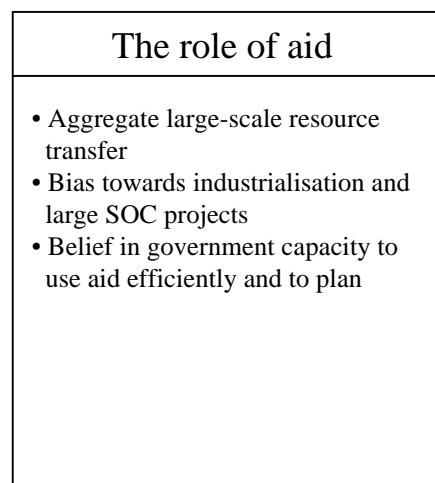 The role of aid
• Aggregate large-scale resource
transfer
• Bias towards industrialisation and
large SOC projects
• Belief in government capacity to
use aid efficiently and to plan